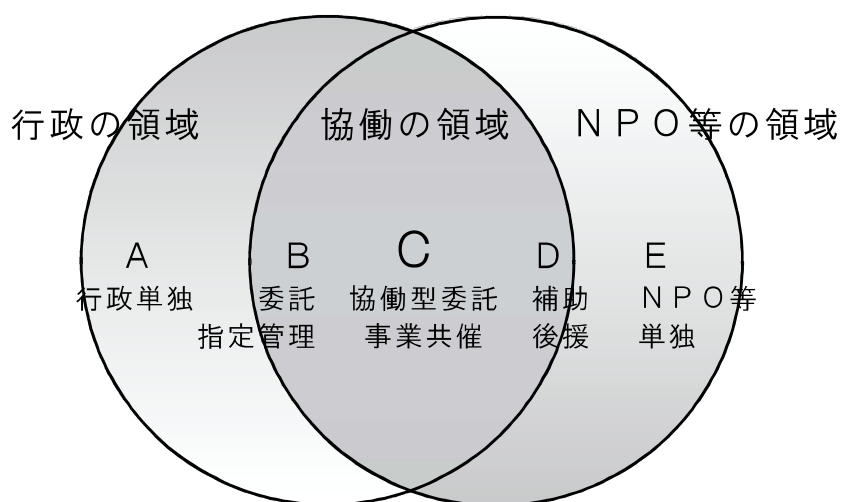 行政の領域 協働の領域 ＮＰＯ等の領域
A B C D E
行政単独 委託 協働型委託 補助 ＮＰＯ等
指定管理 事業共催 後援 単独